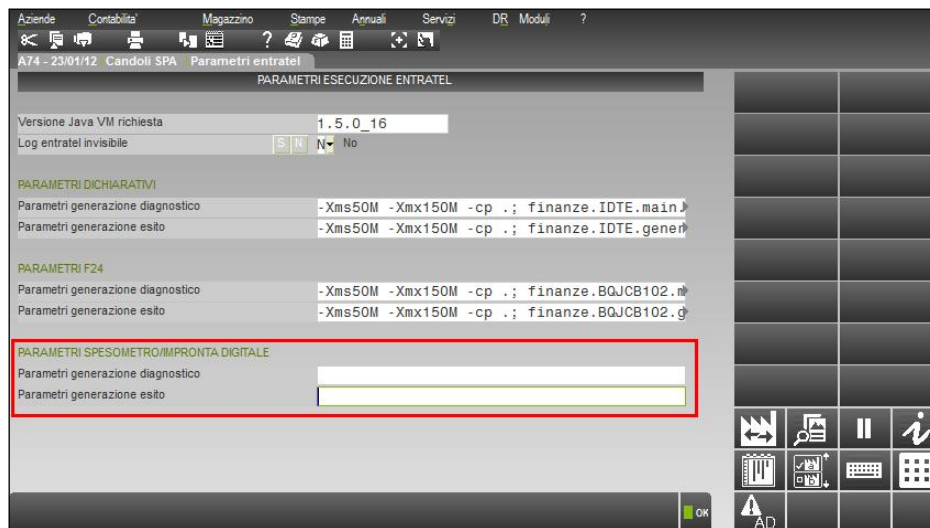 Aziende Contabilita' Magazzino Stampe Annuali Servizi DR Moduli ?
A74 - 23/01/12 Candoli SPA Parametri entratel
PARAMETRI ESECUZIONE ENTRATEL
Versione Java VM richiesta 1.5.0_16
Log entratel invisibile S N N No
PARAMETRI DICHIARATIVI
Parametri generazione diagnostico -Xms50M -Xmx150M -cp .; finanze.IDTE.main.
Parametri generazione esito -Xms50M -Xmx150M -cp .; finanze.IDTE.gener
PARAMETRI F24
Parametri generazione diagnostico -Xms50M -Xmx150M -cp .; finanze.BQJCB102.m
Parametri generazione esito -Xms50M -Xmx150M -cp .; finanze.BQJCB102.g
PARAMETRI SPESOMETRO/IMPRONTA DIGITALE
Parametri generazione diagnostico
Parametri generazione esito
OK
AD